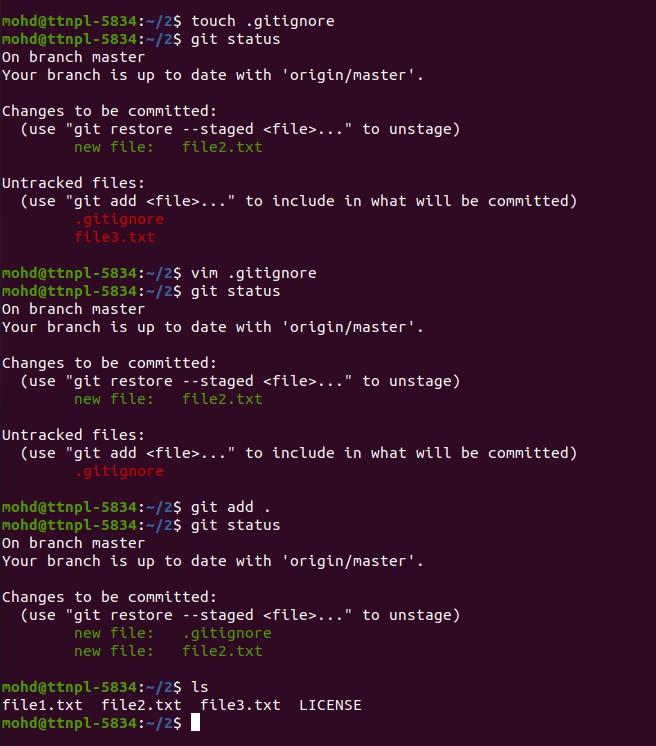 mohd@ttnpl-5834:~/2$ touch .gitignore
mohd@ttnpl-5834:~/2$ git status
On branch master
Your branch is up to date with 'origin/master'.
Changes to be committed:
  (use "git restore --staged <file>..." to unstage)
        new file:   file2.txt
Untracked files:
  (use "git add <file>..." to include in what will be committed)
        .gitignore
        file3.txt
mohd@ttnpl-5834:~/2$ vim .gitignore
mohd@ttnpl-5834:~/2$ git status
On branch master
Your branch is up to date with 'origin/master'.
Changes to be committed:
  (use "git restore --staged <file>..." to unstage)
        new file:   file2.txt
Untracked files:
  (use "git add <file>..." to include in what will be committed)
        .gitignore
mohd@ttnpl-5834:~/2$ git add .
mohd@ttnpl-5834:~/2$ git status
On branch master
Your branch is up to date with 'origin/master'.
Changes to be committed:
  (use "git restore --staged <file>..." to unstage)
        new file:   .gitignore
        new file:   file2.txt
mohd@ttnpl-5834:~/2$ ls
file1.txt  file2.txt  file3.txt  LICENSE
mohd@ttnpl-5834:~/2$